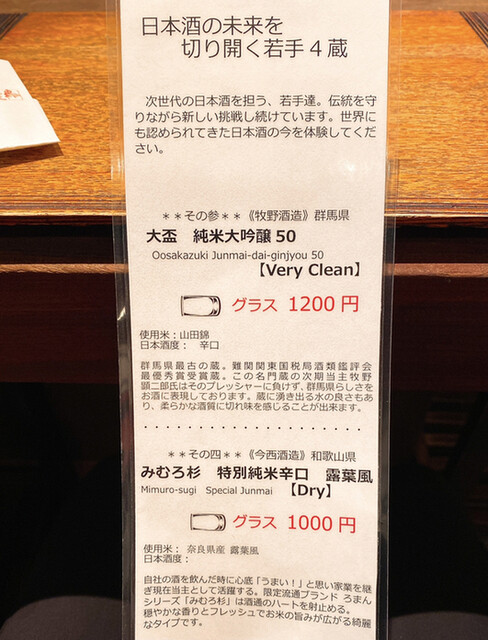 日本酒の未来を
切り開く若手４蔵
次世代の日本酒を担う、若手達。伝統を守
りながら新しい挑戦し続けています。世界に
も認められてきた日本酒の今を体験してくだ
さい。
＊＊その参＊＊《牧野酒造》群馬県
大盃　純米大吟醸 50
Oosakazuki Junmai-dai-ginjyou 50
【Very Clean】
グラス 1200 円
使用米：山田錦
日本酒度：　辛口
群馬県最古の蔵。難関関東国税局酒類鑑評会
最優秀賞受賞蔵。この名門蔵の次期当主牧野
顕二郎氏はそのプレッシャーに負けず、群馬県らしさを
お酒に表現しております。蔵に湧き出る水の良さもあ
り、柔らかな酒質に切れ味を感じることが出来ます。
・・・・・・・・・・・・・・・・・・・・
＊＊その四＊＊《今西酒造》和歌山県
みむろ杉　特別純米辛口　露葉風
Mimuro-sugi　Special Junmai　【Dry】
グラス 1000 円
使用米：奈良県産 露葉風
日本酒度：
自社の酒を飲んだ時に心底「うまい！」と思い家業を継
ぎ現在当主として活躍する。限定流通ブランド ろまん
シリーズ「みむろ杉」は酒通のハートを射止める。
穏やかな香りとフレッシュでお米の旨みが広がる綺麗
なタイプです。